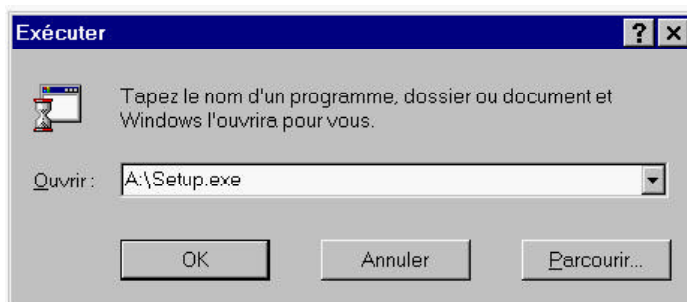 Exécuter
Tapez le nom d'un programme, dossier ou document et
Windows l'ouvrira pour vous.
Ouvrir :
A:\Setup.exe
OK
Annuler
Parcourir...